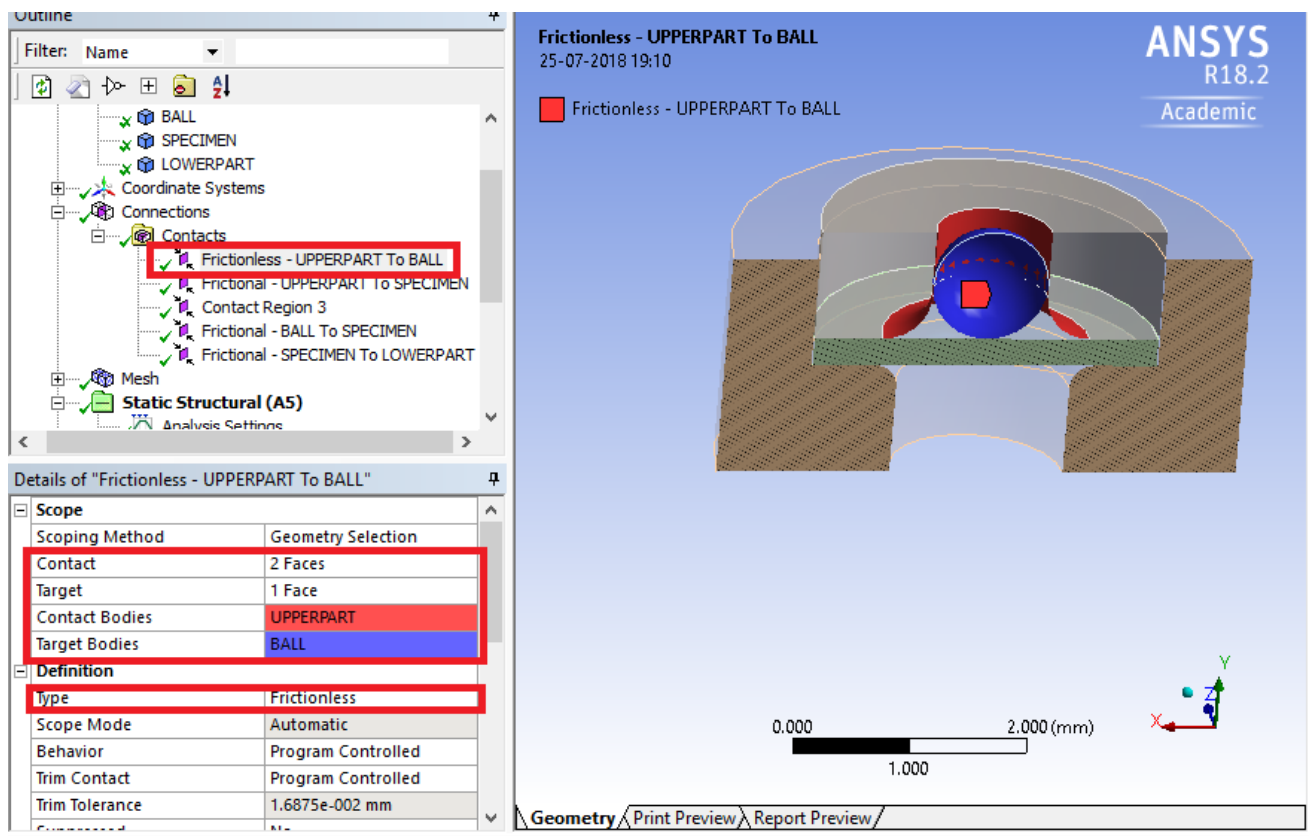 Outline
Filter: Name
BALL
SPECIMEN
LOWERPART
Coordinate Systems
Connections
Contacts
Frictionless - UPPERPART To BALL
Frictional - UPPERPART To SPECIMEN
Contact Region 3
Frictional - BALL To SPECIMEN
Frictional - SPECIMEN To LOWERPART
Mesh
Static Structural (A5)
Analysis Settings
Details of "Frictionless - UPPERPART To BALL"
Scope
Scoping Method Geometry Selection
Contact 2 Faces
Target 1 Face
Contact Bodies UPPERPART
Target Bodies BALL
Definition
Type Frictionless
Scope Mode Automatic
Behavior Program Controlled
Trim Contact Program Controlled
Trim Tolerance 1.6875e-002 mm
Suppressed No
Frictionless - UPPERPART To BALL
25-07-2018 19:10
Frictionless - UPPERPART To BALL
ANSYS
R18.2
Academic
0.000 2.000 (mm)
1.000
Y
Z
X
Geometry Print Preview Report Preview